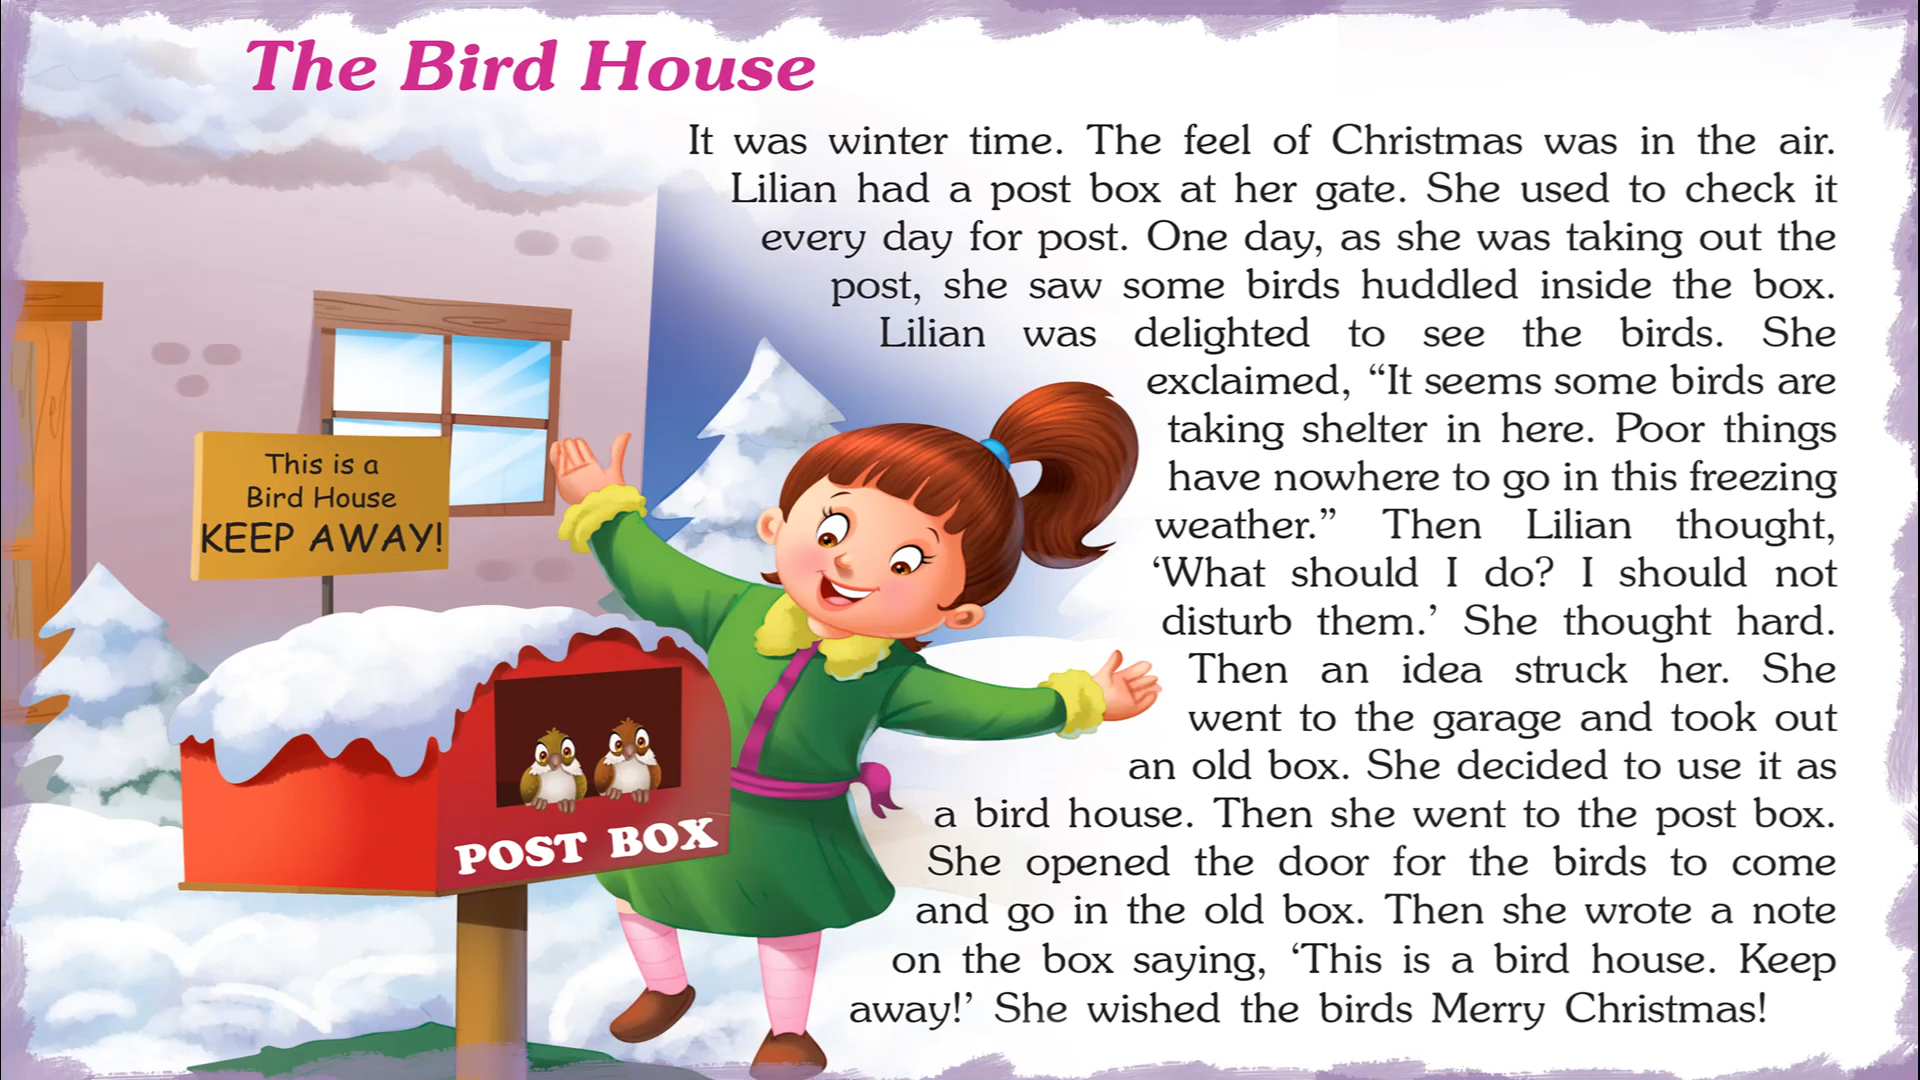 The Bird House
It was winter time. The feel of Christmas was in the air.
Lilian had a post box at her gate. She used to check it
every day for post. One day, as she was taking out the
post, she saw some birds huddled inside the box.
Lilian was delighted to see the birds. She
exclaimed, “It seems some birds are
taking shelter in here. Poor things
have nowhere to go in this freezing
weather.” Then Lilian thought,
‘What should I do? I should not
disturb them.’ She thought hard.
Then an idea struck her. She
went to the garage and took out
an old box. She decided to use it as
a bird house. Then she went to the post box.
She opened the door for the birds to come
and go in the old box. Then she wrote a note
on the box saying, ‘This is a bird house. Keep
away!’ She wished the birds Merry Christmas!
This is a
Bird House
KEEP AWAY!
POST BOX